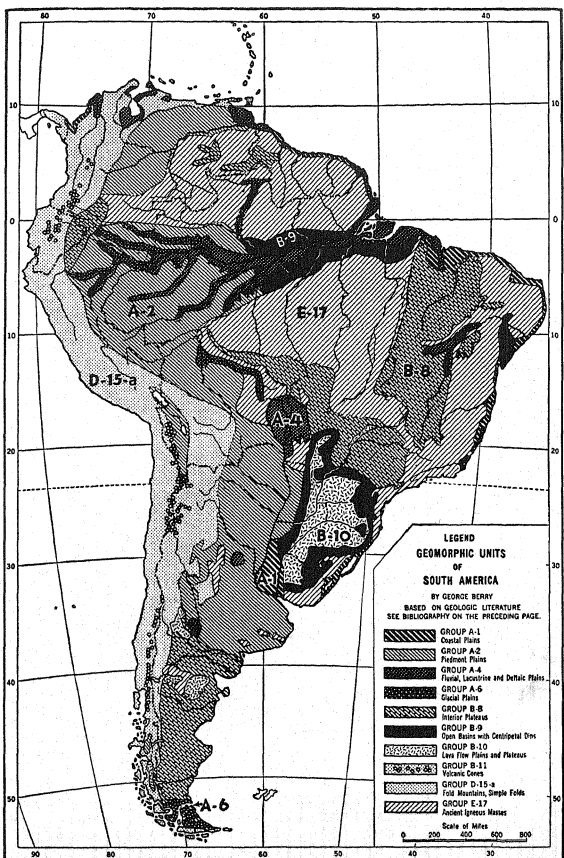 80 70 60 50 40
10 10
0 0
B-9
2
A-2
E-17
10 10
B-8
D-15-a
A-4
20 20
B-10
30
A-1
40
50
A-6
LEGEND
GEOMORPHIC UNITS
OF
SOUTH AMERICA
BY GEORGE BERRY
BASED ON GEOLOGIC LITERATURE
SEE BIBLIOGRAPHY ON THE PRECEDING PAGE.
GROUP A-1
Coastal Plains
GROUP A-2
Piedmont Plains
GROUP A-4
Fluvial, Lacustrine and Deltaic Plains
GROUP A-6
Glacial Plains
GROUP B-8
Interior Plateaus
GROUP B-9
Open Basins with Centripetal Dips
GROUP B-10
Lava Flow Plains and Plateaus
GROUP B-11
Volcanic Cones
GROUP D-15-a
Fold Mountains, Simple Folds
GROUP E-17
Ancient Igneous Masses
Scale of Miles
0 200 400 600 800
90 80 70 60 50 40 30